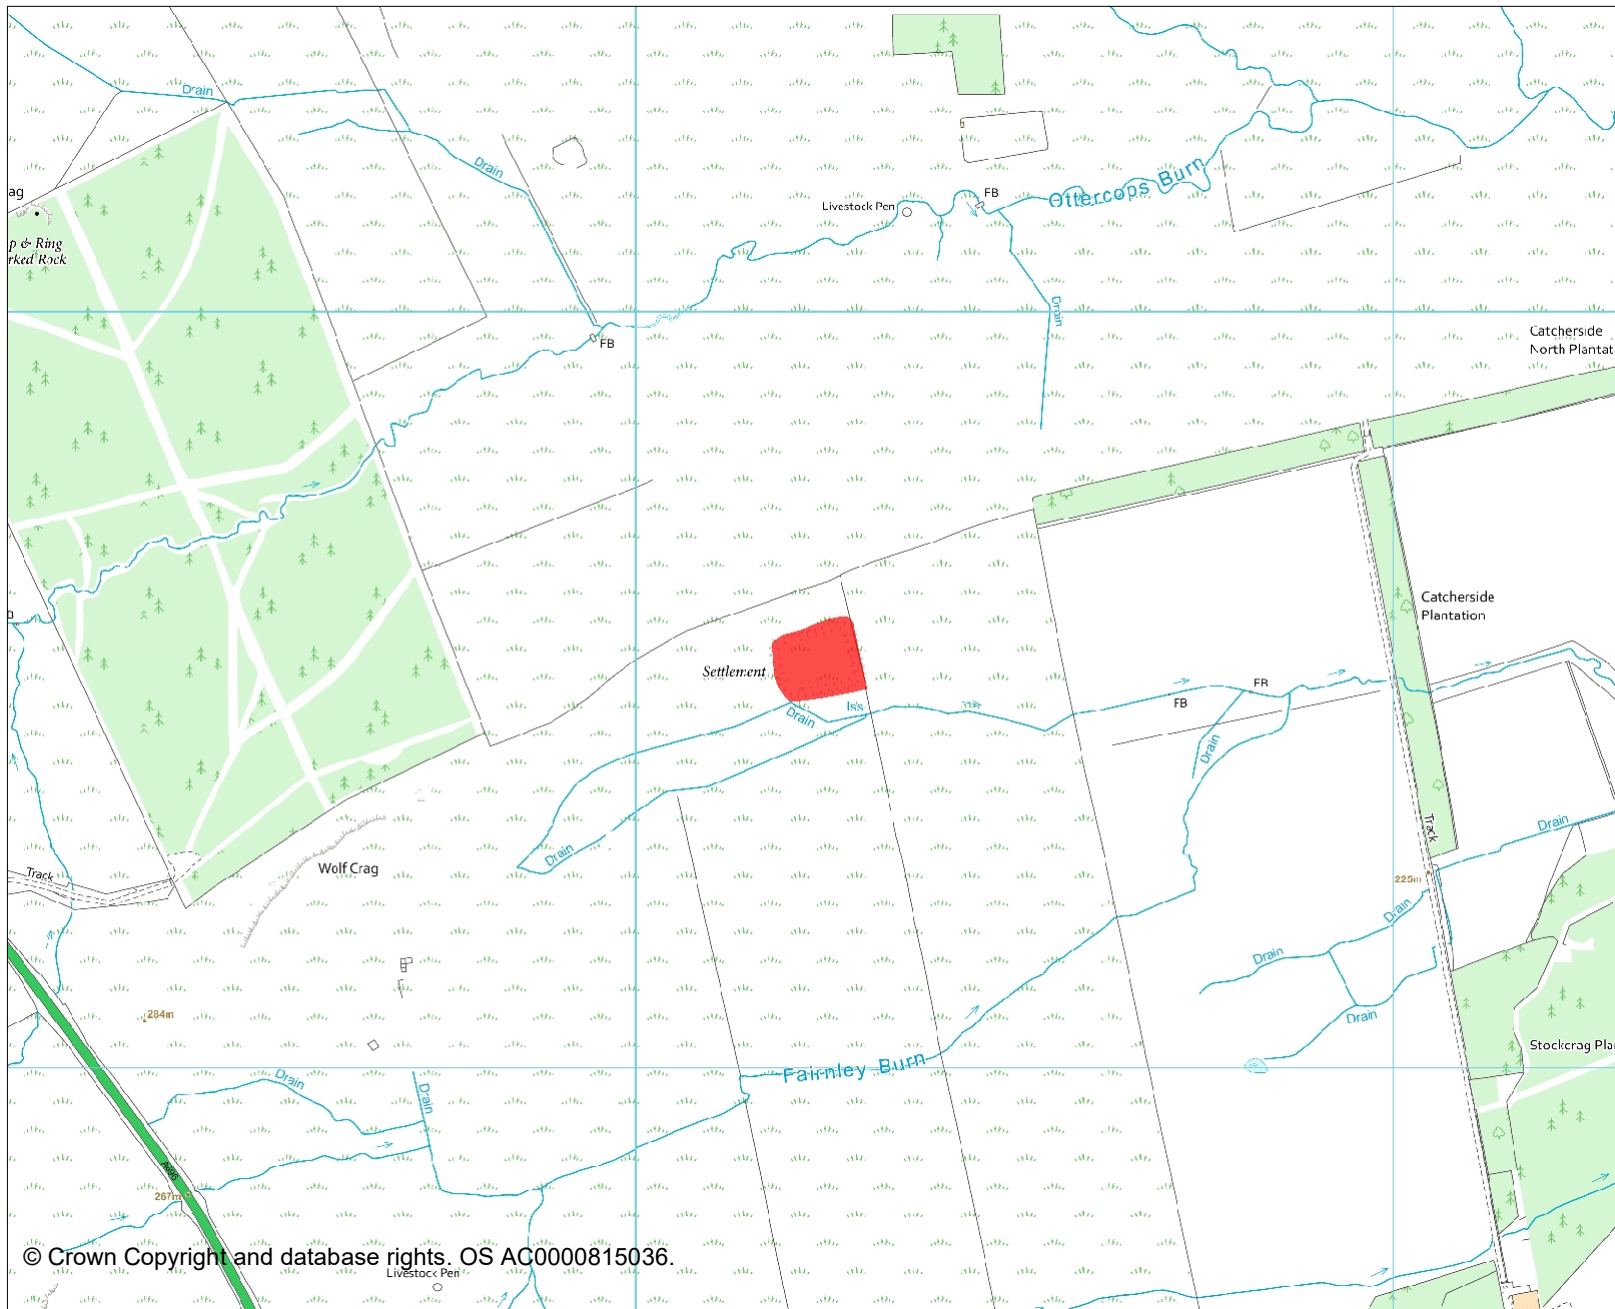 Drain
Drain
ag
p & Ring
rked Rock
Livestock Pen
FB
Ottercops Burn
Drain
FB
Catcherside
North Plantat
Catcherside
Plantation
Settlement
Drain
Is's
FB
FB
Drain
Drain
Wolf Crag
Track
Track
Drain
225m
Drain
Drain
Drain
284m
Stockcrag Pla
Fairnley Burn
Drain
Drain
A696
267m
© Crown Copyright and database rights. OS AC0000815036.
Livestock Pen